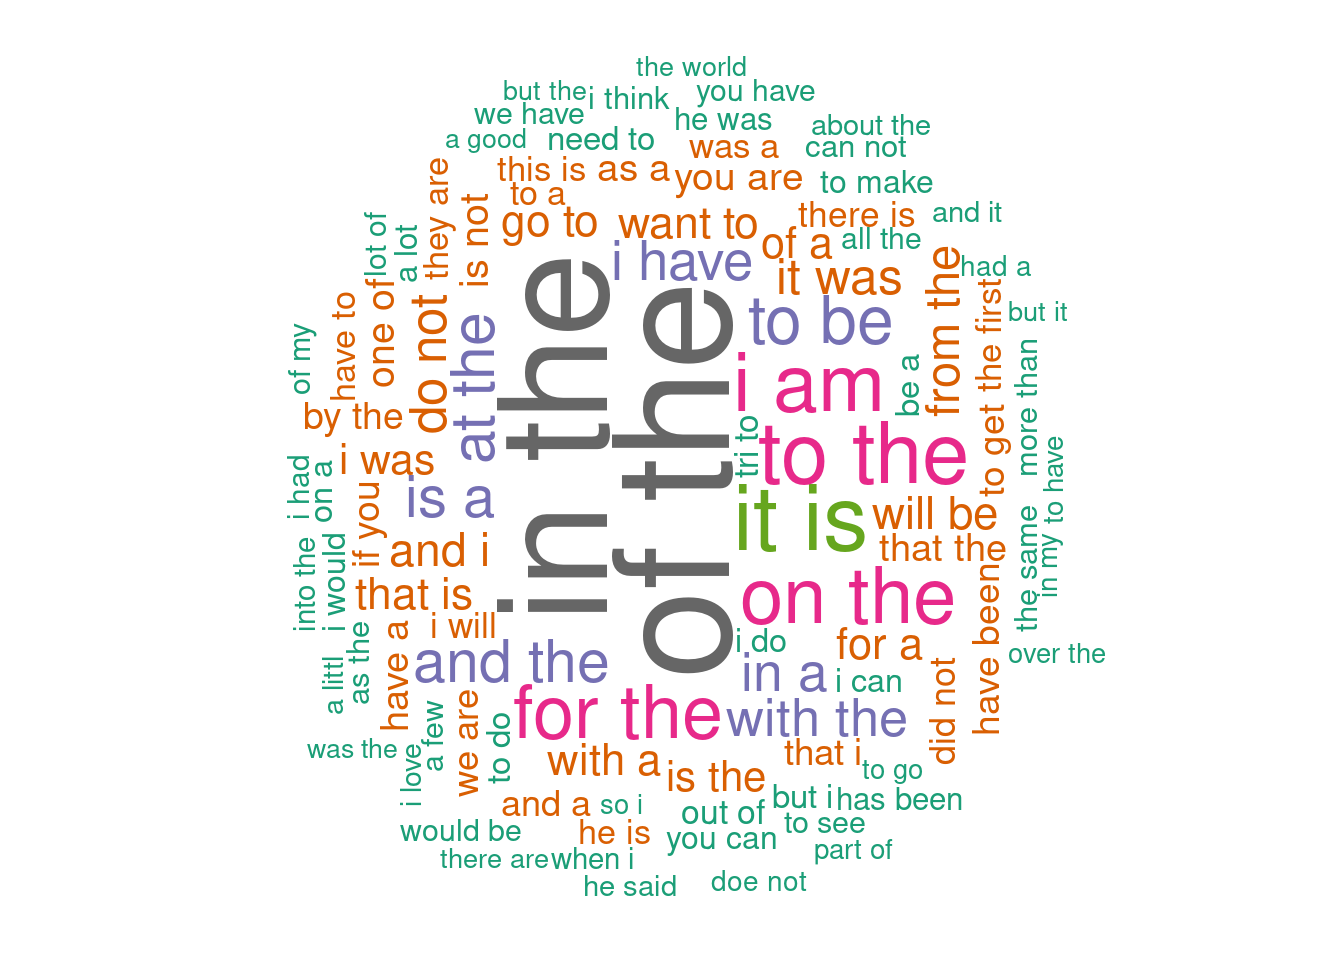 the world
but the
i think
you have
we have
he was
about the
a good
need to
was a
can not
this is
as a
you are
to make
they are
to a
is not
go to
want to
there is
and it
lot of
a lot
i have
of a
all the
it was
from the
had a
in the
of the
to be
the first
but it
of my
have to
one of
do not
at the
i am
be a
to get
more than
by the
i was
tri to
to the
to have
i had
on a
is a
it is
will be
if you
and i
that the
the same
in my
into the
i would
that is
on the
have been
i will
i do
for a
over the
as the
have a
and the
in a
i can
did not
a littl
for the
with the
was the
i love
a few
we are
to do
with a
is the
that i
to go
and a
so i
out of
but i
has been
would be
he is
you can
to see
there are
when i
part of
he said
doe not